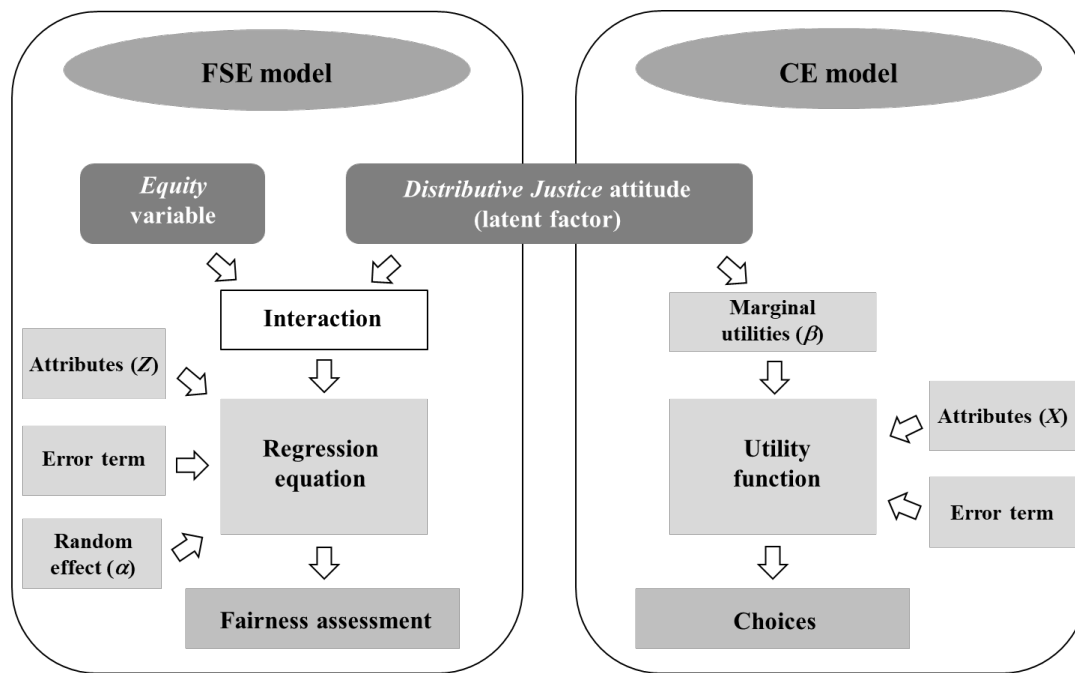 FSE model
CE model
Equity
variable
Distributive Justice attitude
(latent factor)
Interaction
Marginal
utilities (β)
Attributes (Z)
Error term
Random
effect (α)
Regression
equation
Utility
function
Attributes (X)
Error term
Fairness assessment
Choices